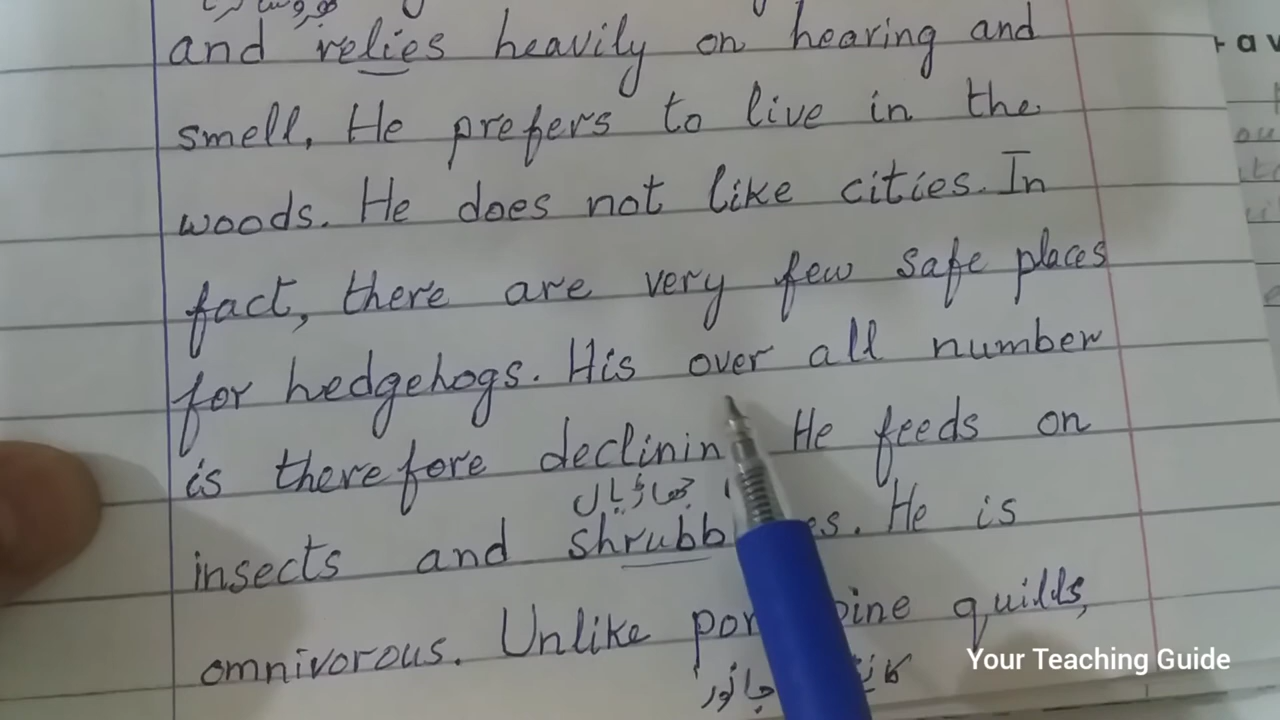 and relies heavily on hearing and
smell. He prefers to live in the
woods. He does not like cities. In
fact, there are very few safe places
for hedgehogs. His over all number
is therefore declinin He feeds on
جھاڑیاں
insects and shrubb es. He is
omnivorous. Unlike por pine quills,
جانور
Your Teaching Guide